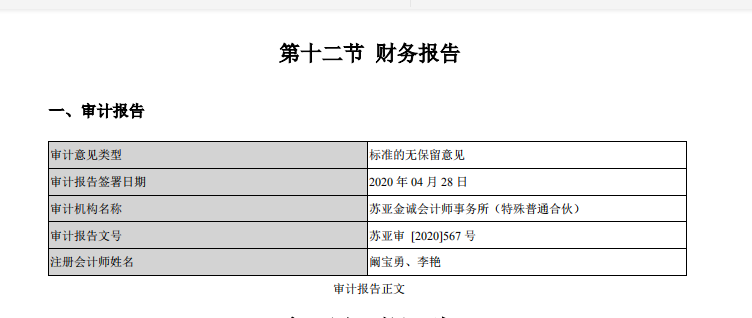 第十二节 财务报告
一、审计报告
审计意见类型 标准的无保留意见
审计报告签署日期 2020 年 04 月 28 日
审计机构名称 苏亚金诚会计师事务所（特殊普通合伙）
审计报告文号 苏亚审 [2020]567 号
注册会计师姓名 阚宝勇、李艳
审计报告正文